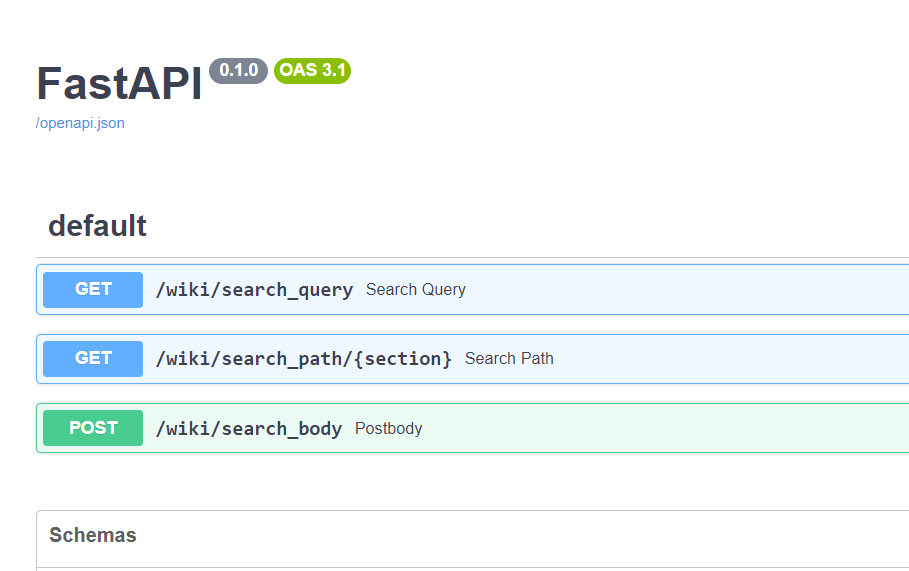 FastAPI 0.1.0 OAS 3.1
/openapi.json
default
GET /wiki/search_query Search Query
GET /wiki/search_path/{section} Search Path
POST /wiki/search_body Postbody
Schemas